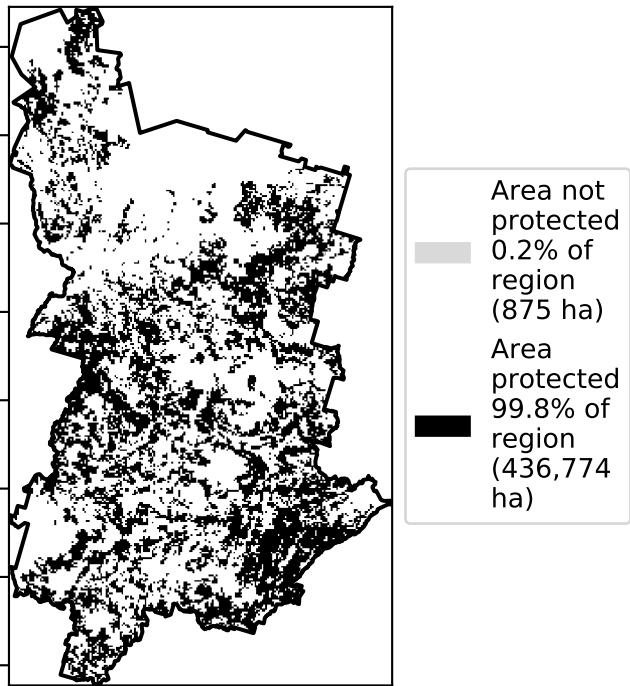 Area not
protected
0.2% of
region
(875 ha)
Area
protected
99.8% of
region
(436,774
ha)